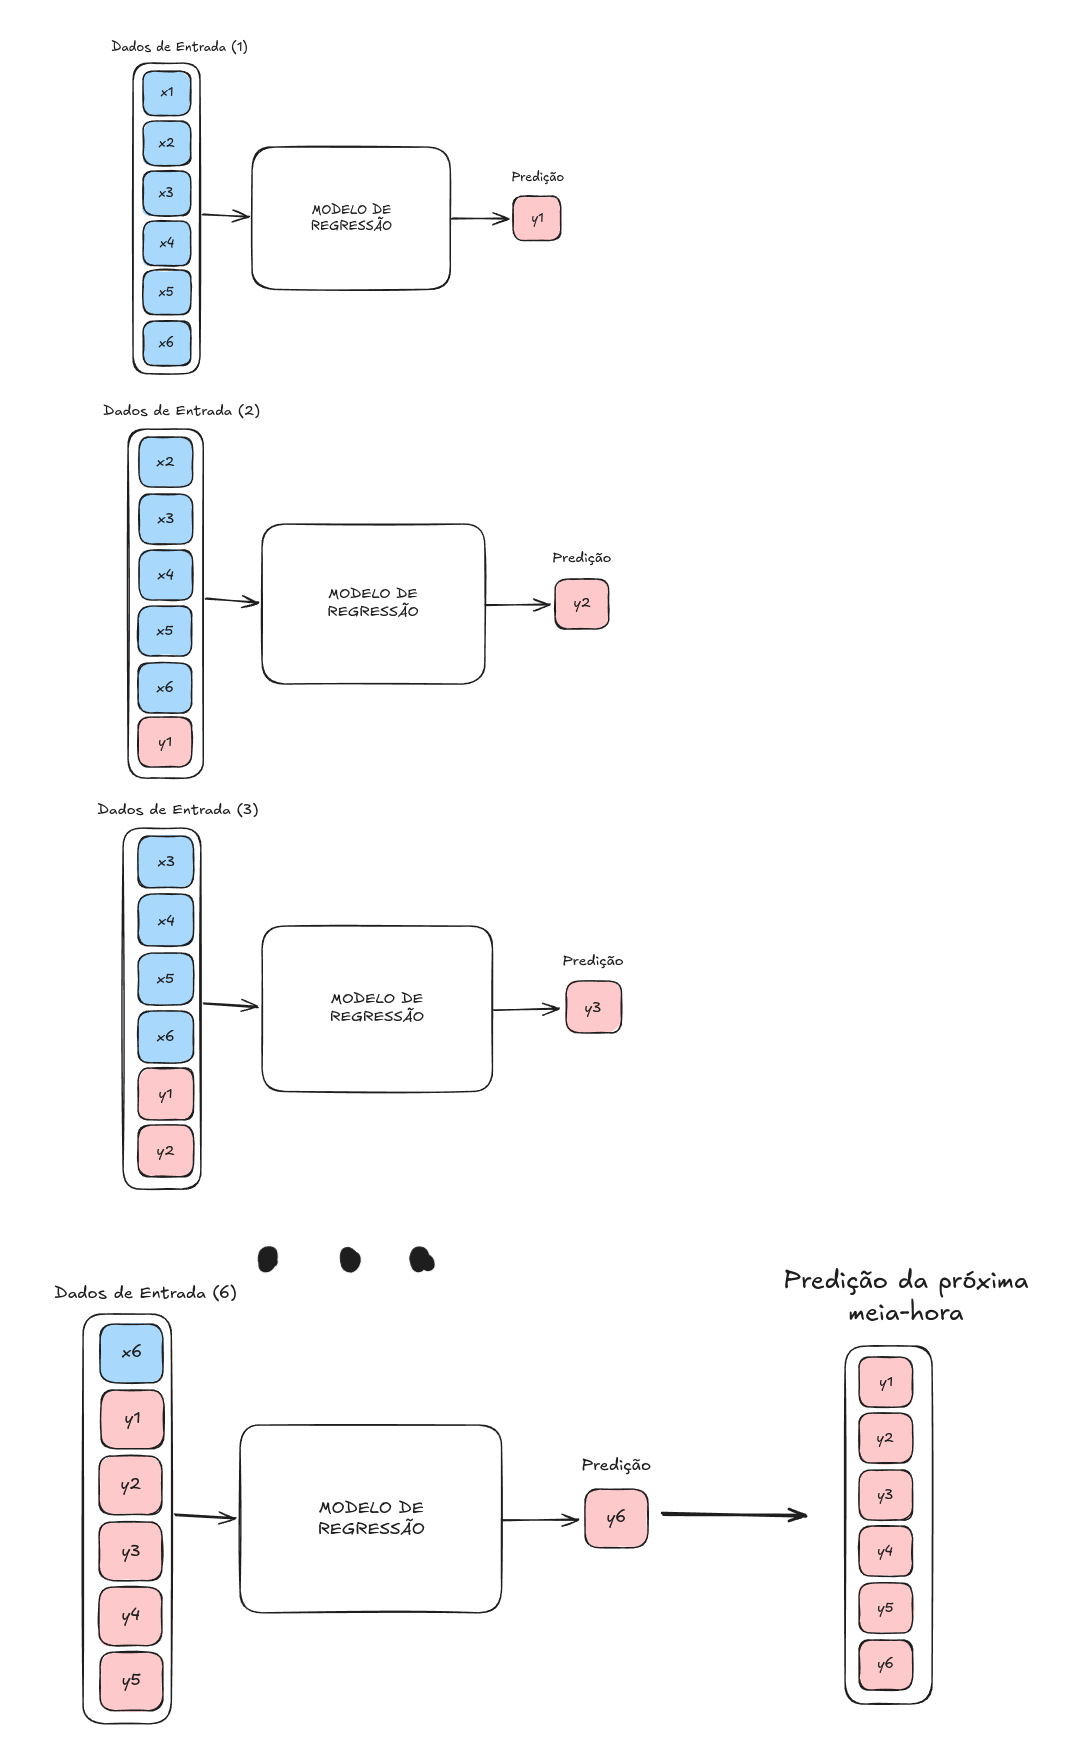 Dados de Entrada (1)
x1
x2
x3
x4
x5
x6
MODELO DE
REGRESSÃO
Predição
y1
Dados de Entrada (2)
x2
x3
x4
x5
x6
y1
MODELO DE
REGRESSÃO
Predição
y2
Dados de Entrada (3)
x3
x4
x5
x6
y1
y2
MODELO DE
REGRESSÃO
Predição
y3
Dados de Entrada (6)
x6
y1
y2
y3
y4
y5
MODELO DE
REGRESSÃO
Predição
y6
Predição da próxima
meia-hora
y1
y2
y3
y4
y5
y6